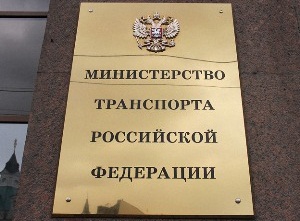 МИНИСТЕРСТВО
ТРАНСПОРТА
РОССИЙСКОЙ
ФЕДЕРАЦИИ